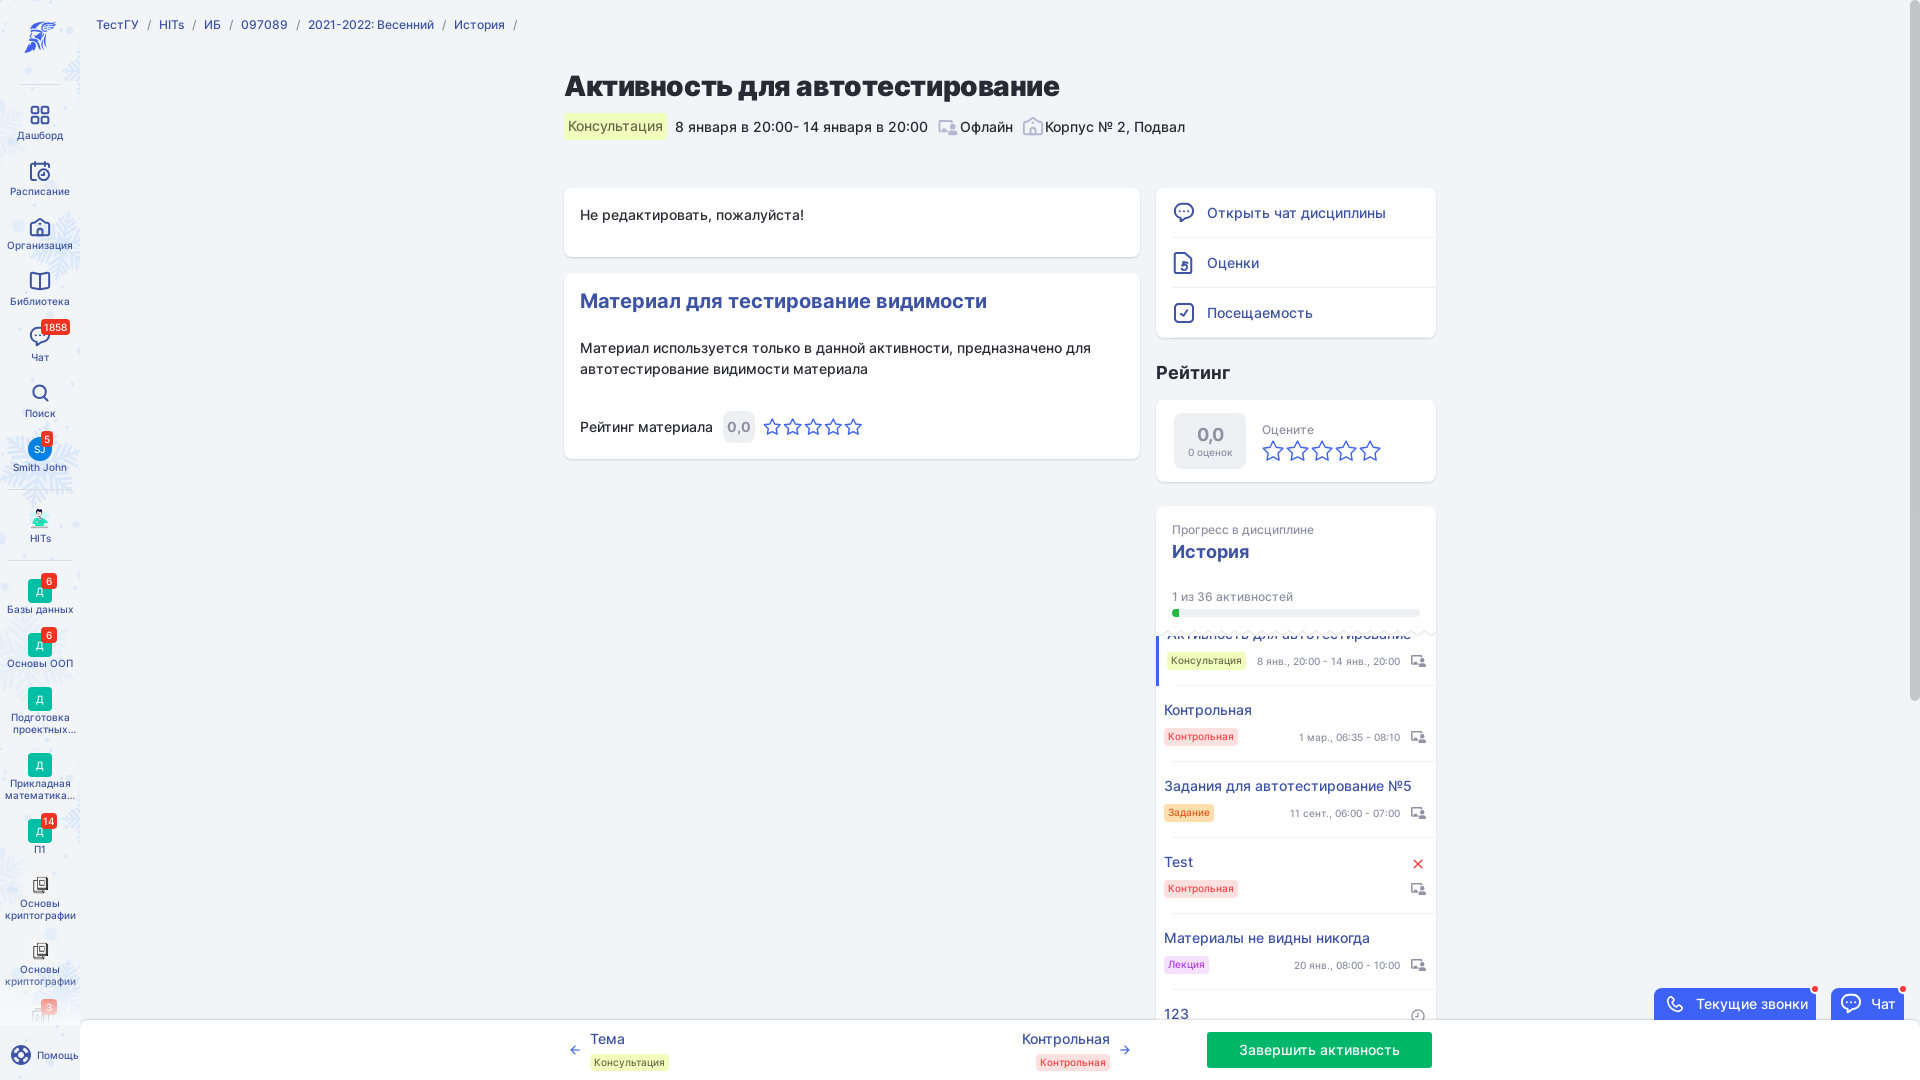 ТестГУ / HITs / ИБ / 097089 / 2021-2022: Весенний / История /
Дашборд
Расписание
Организация
Библиотека
1858
Чат
Поиск
5
SJ
Smith John
HITs
6
Д
Базы данных
6
Д
Основы ООП
Д
Подготовка
проектных...
Д
Прикладная
математика...
14
Д
П1
Основы
криптографии
Основы
криптографии
3
Помощь
Активность для автотестирование
Консультация 8 января в 20:00- 14 января в 20:00 Офлайн Корпус № 2, Подвал
Не редактировать, пожалуйста!
Материал для тестирование видимости
Материал используется только в данной активности, предназначено для
автотестирование видимости материала
Рейтинг материала 0,0
Открыть чат дисциплины
Оценки
Посещаемость
Рейтинг
0,0
0 оценок
Оцените
Прогресс в дисциплине
История
1 из 36 активностей
Активность для автотестирование
Консультация 8 янв., 20:00 - 14 янв., 20:00
Контрольная
Контрольная 1 мар., 06:35 - 08:10
Задания для автотестирование №5
Задание 11 сент., 06:00 - 07:00
Test
Контрольная
Материалы не видны никогда
Лекция 20 янв., 08:00 - 10:00
123
Текущие звонки
Чат
Тема
Консультация
Контрольная
Контрольная
Завершить активность